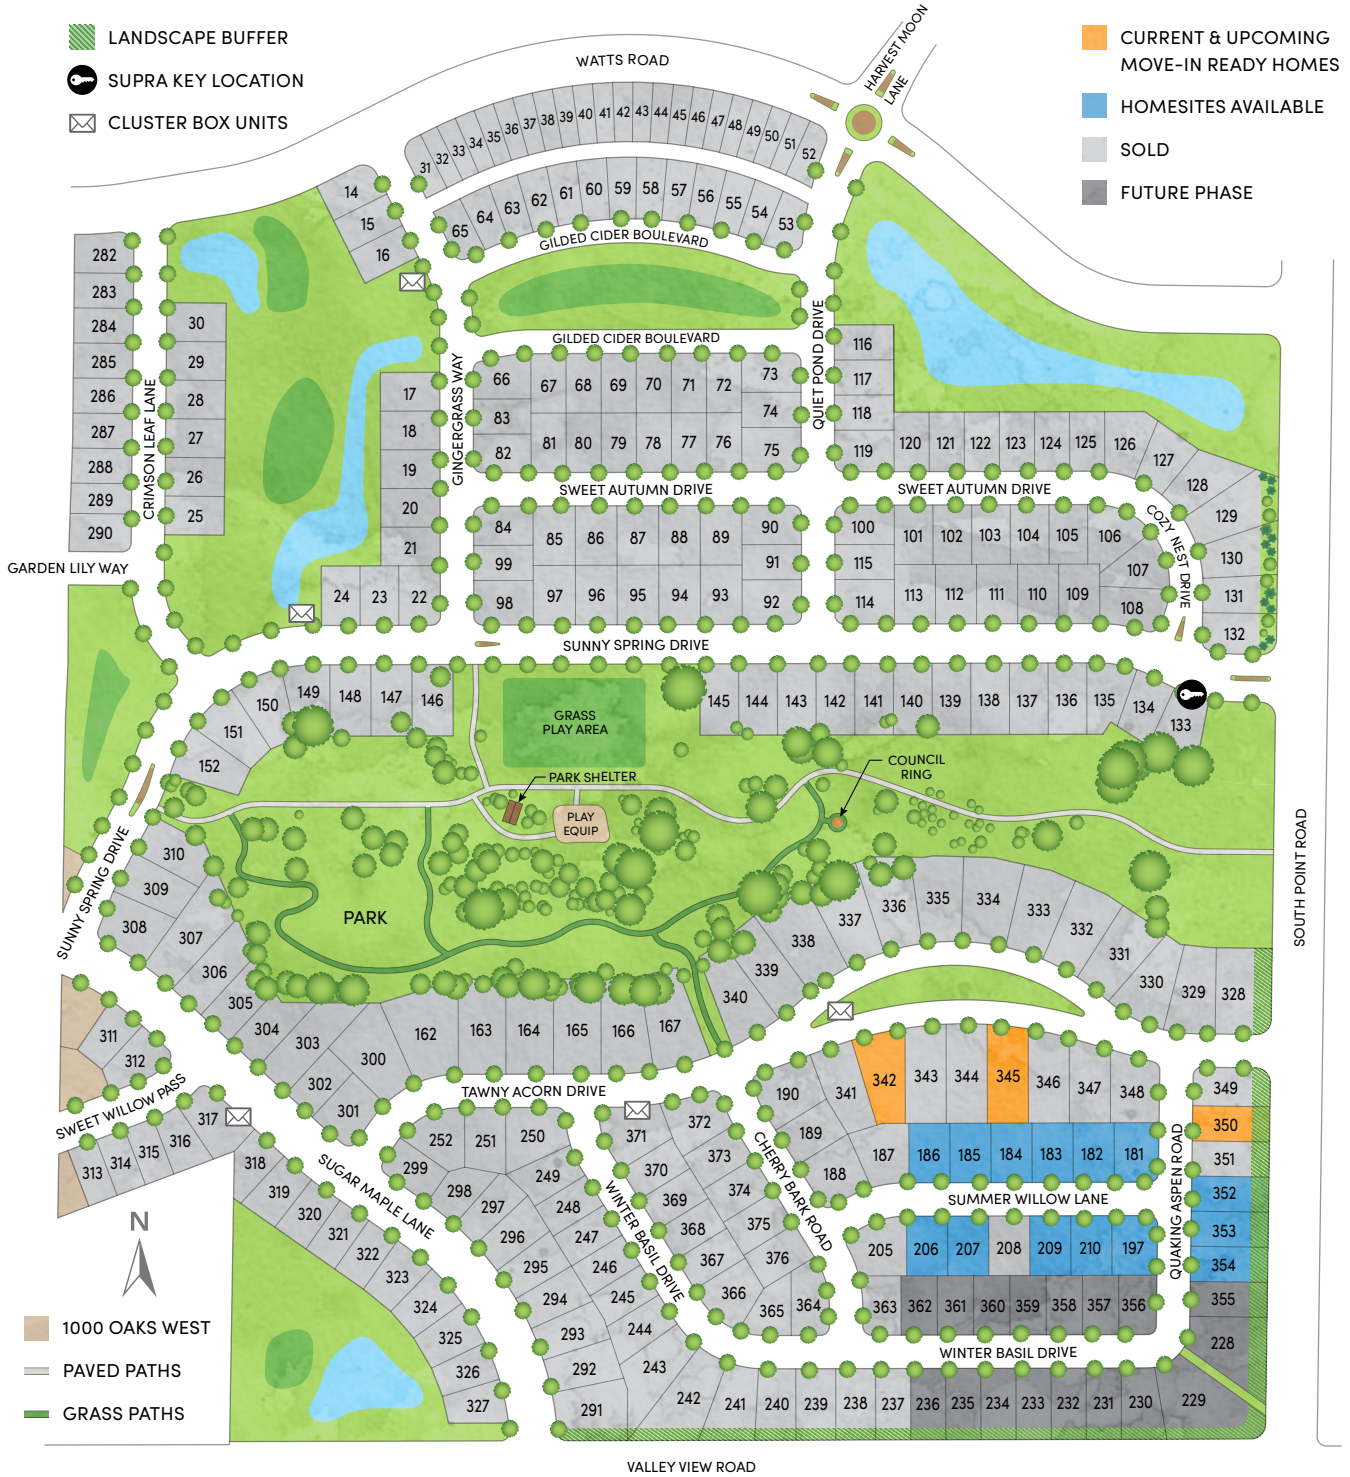 LANDSCAPE BUFFER
SUPRA KEY LOCATION
CLUSTER BOX UNITS
CURRENT & UPCOMING
MOVE-IN READY HOMES
HOMESITES AVAILABLE
SOLD
FUTURE PHASE
WATTS ROAD
HARVEST MOON
LANE
31 32 33 34 35 36 37 38 39 40 41 42 43 44 45 46 47 48 49 50 51 52
14
15
16
65 64 63 62 61 60 59 58 57 56 55 54 53
GILDED CIDER BOULEVARD
282
283
284
285
286
287
288
289
290
CRIMSON LEAF LANE
30
29
28
27
26
25
GARDEN LILY WAY
17
18
19
20
21
24 23 22
GINGERGRASS WAY
GILDED CIDER BOULEVARD
QUIET POND DRIVE
66 67 68 69 70 71 72 73
83 74
82 81 80 79 78 77 76 75
116
117
118
119 120 121 122 123 124 125 126 127 128 129 130 131 132
SWEET AUTUMN DRIVE
SWEET AUTUMN DRIVE
COZY NEST DRIVE
84 85 86 87 88 89 90
99 91
98 97 96 95 94 93 92
100 101 102 103 104 105 106
115 107
114 113 112 111 110 109 108
SUNNY SPRING DRIVE
152 151 150 149 148 147 146
GRASS
PLAY AREA
145 144 143 142 141 140 139 138 137 136 135 134 133
PARK SHELTER
COUNCIL
RING
PLAY
EQUIP
PARK
SUNNY SPRING DRIVE
SOUTH POINT ROAD
310
309
308
307
306
305
304
303
302
301
300
162 163 164 165 166 167
340 339 338 337 336 335 334 333 332 331 330 329 328
311
312
SWEET WILLOW PASS
313 314 315 316 317
318
319
320
321
322
323
324
325
326
327
SUGAR MAPLE LANE
TAWNY ACORN DRIVE
252 251 250
299
298
297
296
295
294
293
292
291
249
248
247
246
245
244
243
242
WINTER BASIL DRIVE
371
370
369
368
367
366
365
364
372
373
374
375
376
CHERRY BARK ROAD
190
189
188
341 342 343 344 345 346 347 348
187 186 185 184 183 182 181
SUMMER WILLOW LANE
205 206 207 208 209 210 197
363 362 361 360 359 358 357 356
WINTER BASIL DRIVE
QUAKING ASPEN ROAD
349
350
351
352
353
354
355
228
229
241 240 239 238 237 236 235 234 233 232 231 230
N
1000 OAKS WEST
PAVED PATHS
GRASS PATHS
VALLEY VIEW ROAD